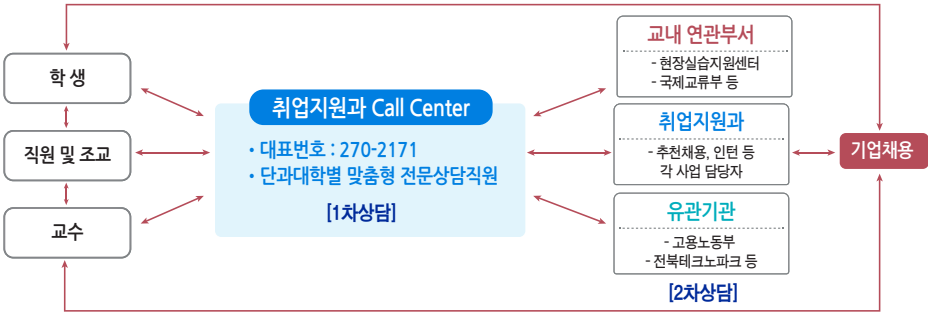 학 생
직원 및 조교
교수
취업지원과 Call Center
• 대표번호 : 270-2171
• 단과대학별 맞춤형 전문상담직원
[1차상담]
교내 연관부서
- 현장실습지원센터
- 국제교류부 등
취업지원과
- 추천채용, 인턴 등
각 사업 담당자
유관기관
- 고용노동부
- 전북테크노파크 등
[2차상담]
기업채용